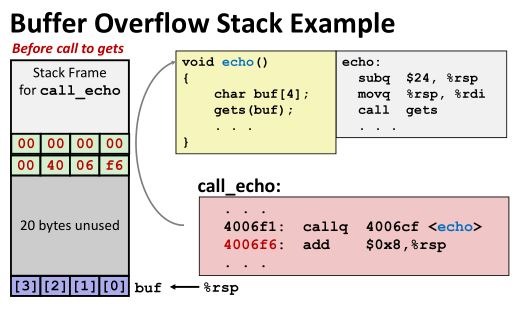 Buffer Overflow Stack Example
Before call to gets
Stack Frame
for call_echo
00 00 00 00
00 40 06 f6
20 bytes unused
[3] [2] [1] [0] buf ← %rsp
void echo()
{
    char buf[4];
    gets(buf);
    . . .
}
echo:
  subq  $24, %rsp
  movq  %rsp, %rdi
  call  gets
  . . .
call_echo:
. . .
4006f1:  callq  4006cf <echo>
4006f6:  add    $0x8,%rsp
. . .